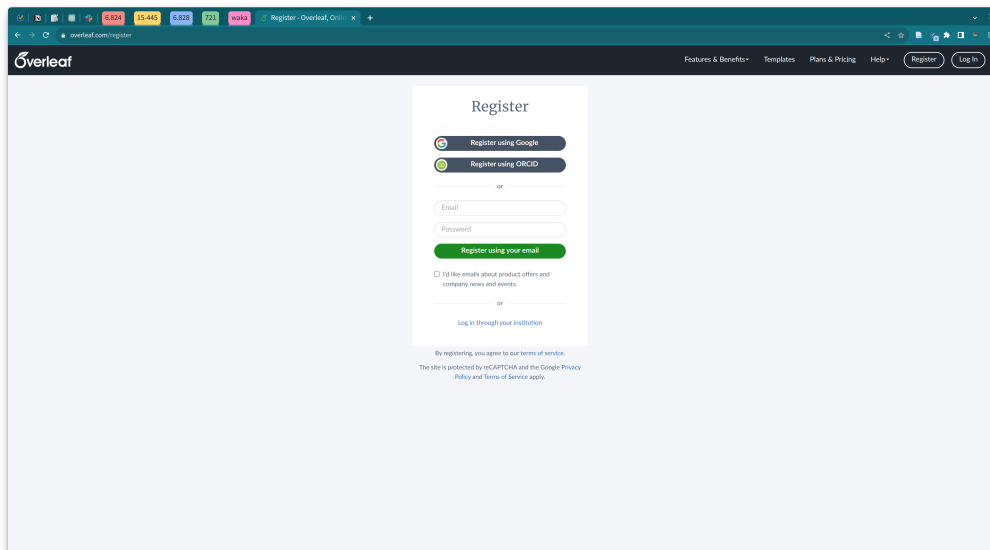 6.824
15-445
6.828
721
waka
Register - Overleaf, Onli
overleaf.com/register
Overleaf
Features & Benefits
Templates
Plans & Pricing
Help
Register
Log In
Register
Register using Google
iD
Register using ORCID
or
Email
Password
Register using your email
I'd like emails about product offers and
company news and events.
or
Log in through your institution
By registering, you agree to our terms of service.
The site is protected by reCAPTCHA and the Google Privacy
Policy and Terms of Service apply.